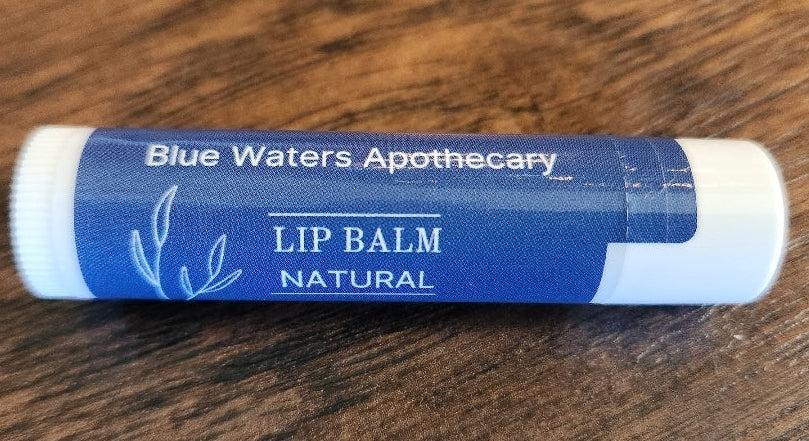 Blue Waters Apothecary
LIP BALM
NATURAL